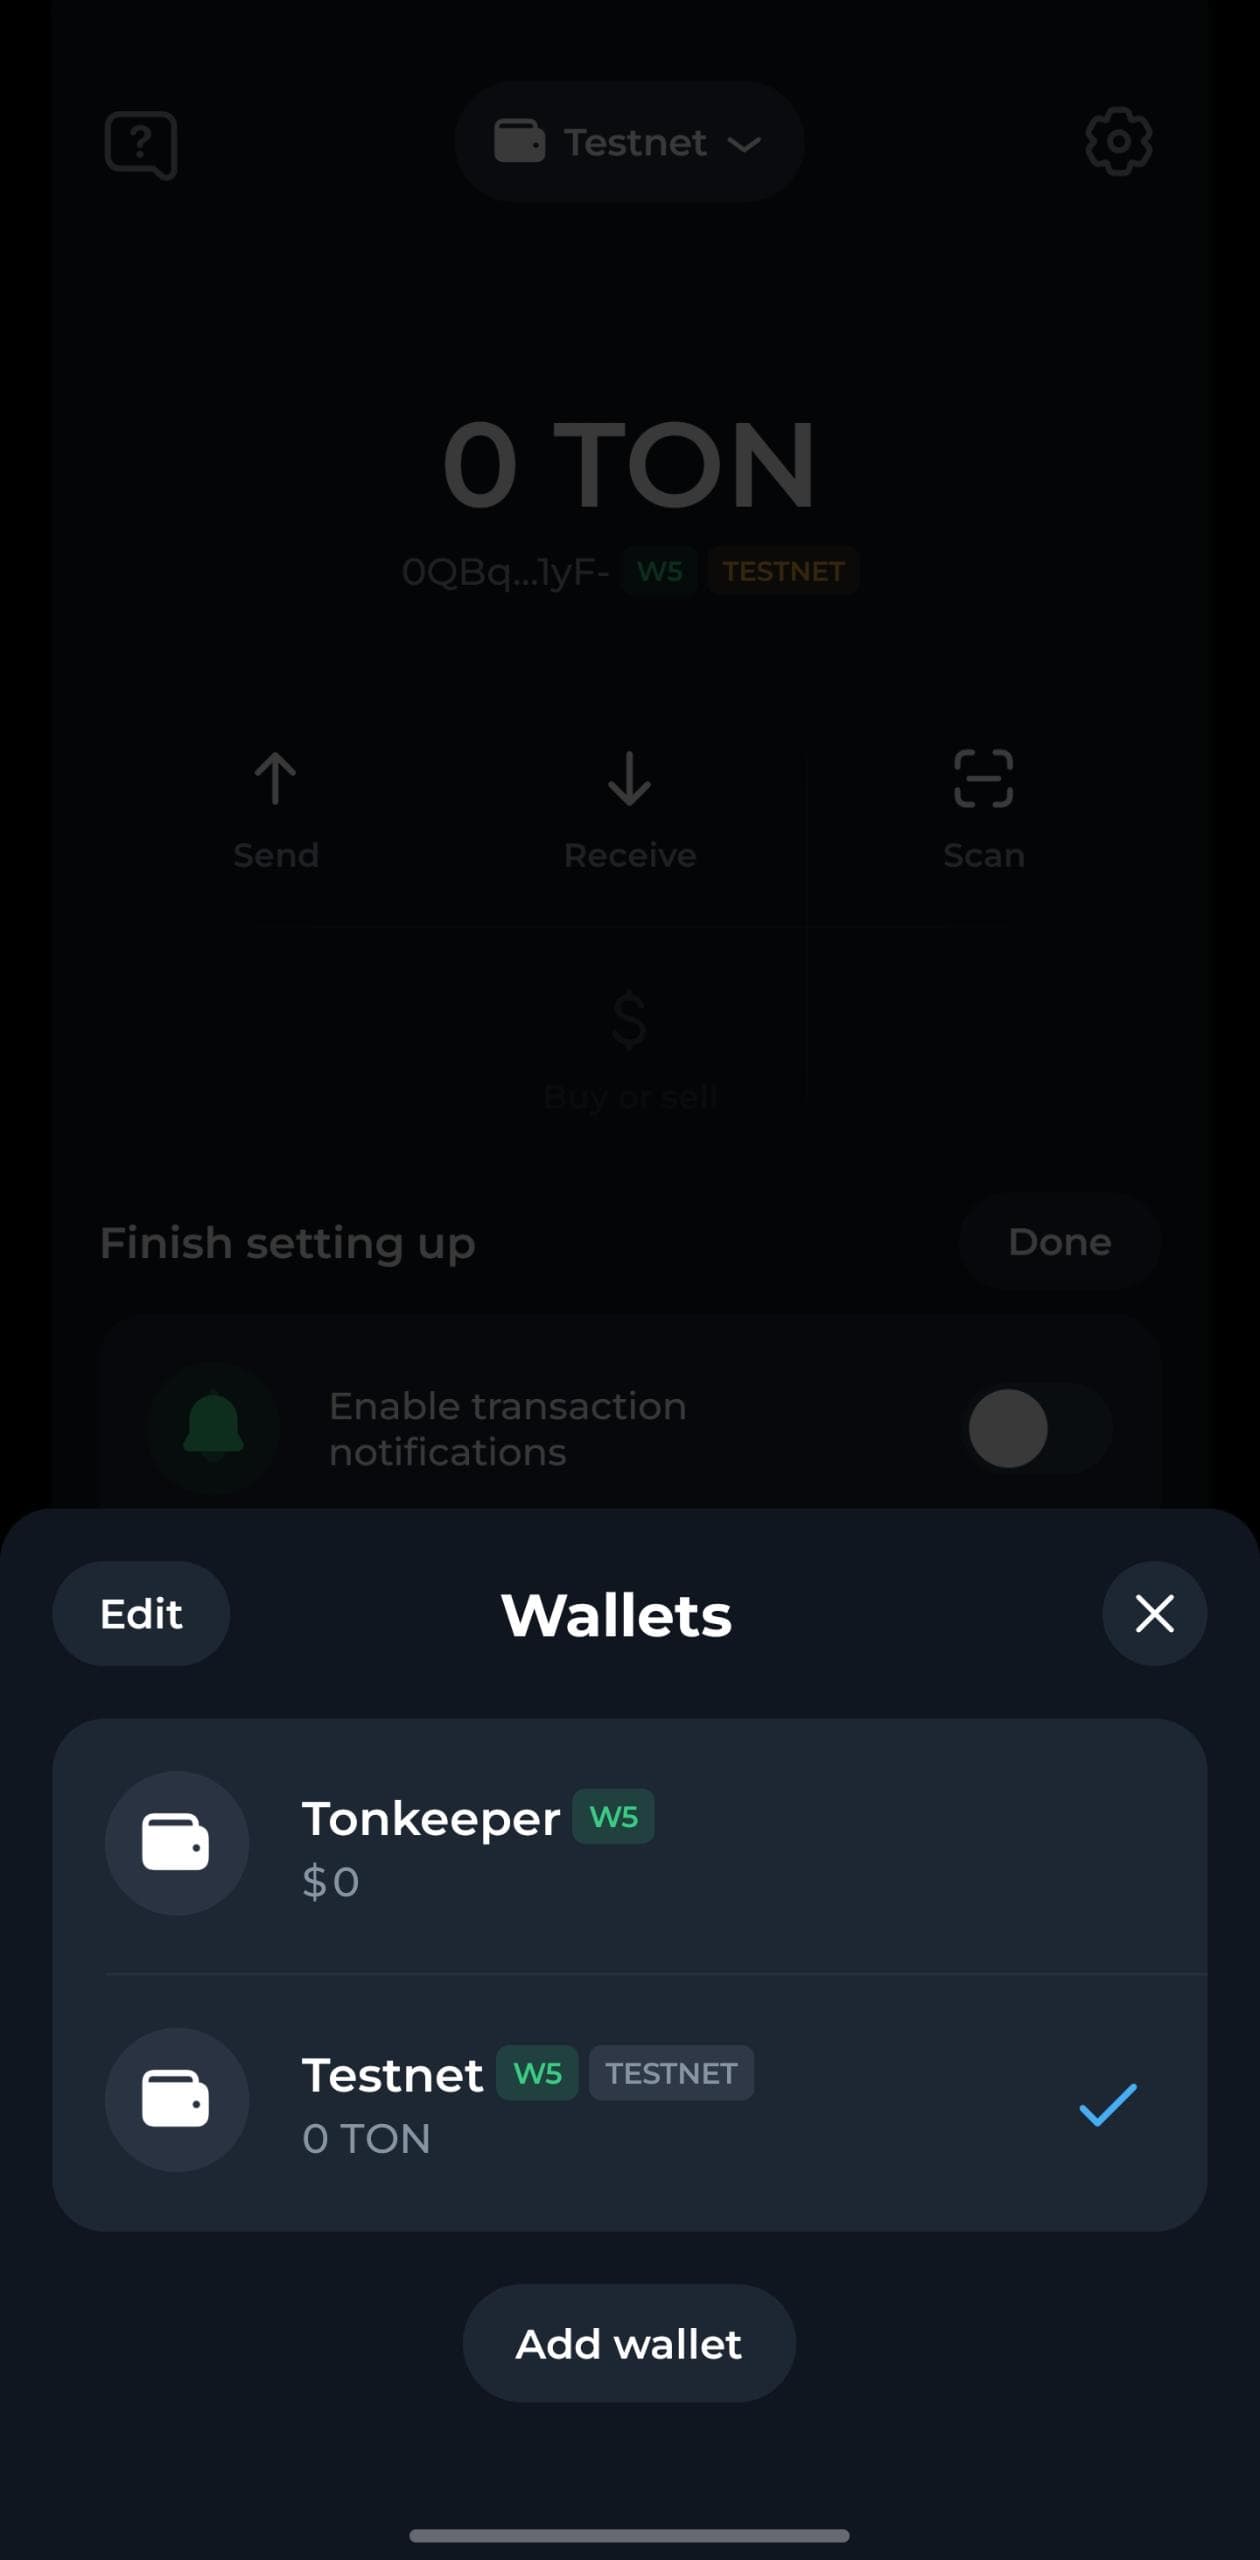 ?
Testnet
0 TON
0QBq...1yF- W5 TESTNET
Send Receive Scan
$
Buy or sell
Finish setting up Done
Enable transaction
notifications
Edit Wallets
Tonkeeper W5
$0
Testnet W5 TESTNET
0 TON
Add wallet